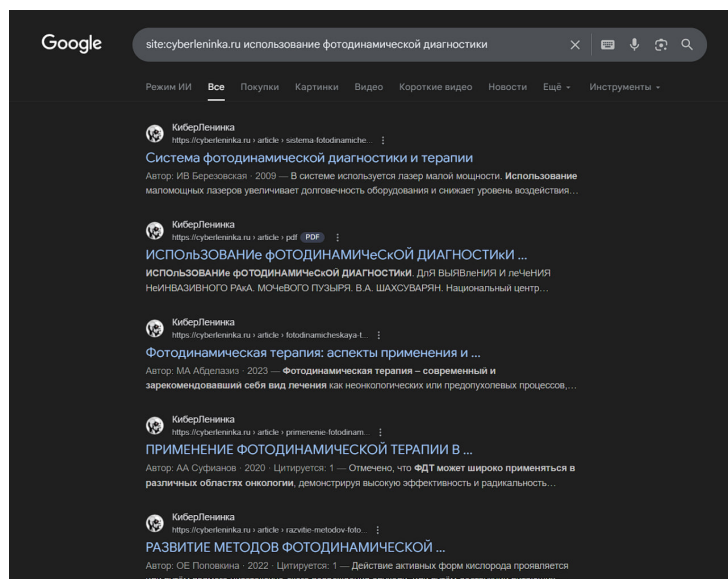 Google
site:cyberleninka.ru использование фотодинамической диагностики
Режим ИИ Все Покупки Картинки Видео Короткие видео Новости Ещё Инструменты
КиберЛенинка
https://cyberleninka.ru › article › sistema-fotodinamiche...
Система фотодинамической диагностики и терапии
Автор: ИВ Березовская · 2009 — В системе используется лазер малой мощности. Использование
маломощных лазеров увеличивает долговечность оборудования и снижает уровень воздействия...
КиберЛенинка
https://cyberleninka.ru › article › pdf PDF
ИСПОльЗОВАНИе фОТОДИНАМИЧеСкОЙ ДИАГНОСТИкИ ...
ИСПОльЗОВАНИе фОТОДИНАМИЧеСкОЙ ДИАГНОСТИкИ. ДлЯ ВЫЯВлеНИЯ И леЧеНИЯ
НеИНВАЗИВНОГО РАкА. МОЧеВОГО ПУЗЫРЯ. В.А. ШАХСУВАРЯН. Национальный центр...
КиберЛенинка
https://cyberleninka.ru › article › fotodinamicheskaya-t...
Фотодинамическая терапия: аспекты применения и ...
Автор: МА Абделазиз · 2023 — Фотодинамическая терапия – современный и
зарекомендовавший себя вид лечения как неонкологических или предопухолевых процессов,...
КиберЛенинка
https://cyberleninka.ru › article › primenenie-fotodinam...
ПРИМЕНЕНИЕ ФОТОДИНАМИЧЕСКОЙ ТЕРАПИИ В ...
Автор: АА Суфианов · 2020 · Цитируется: 1 — Отмечено, что ФДТ может широко применяться в
различных областях онкологии, демонстрируя высокую эффективность и радикальность...
КиберЛенинка
https://cyberleninka.ru › article › razvitie-metodov-foto...
РАЗВИТИЕ МЕТОДОВ ФОТОДИНАМИЧЕСКОЙ ...
Автор: ОЕ Поповкина · 2022 · Цитируется: 1 — Действие активных форм кислорода проявляется